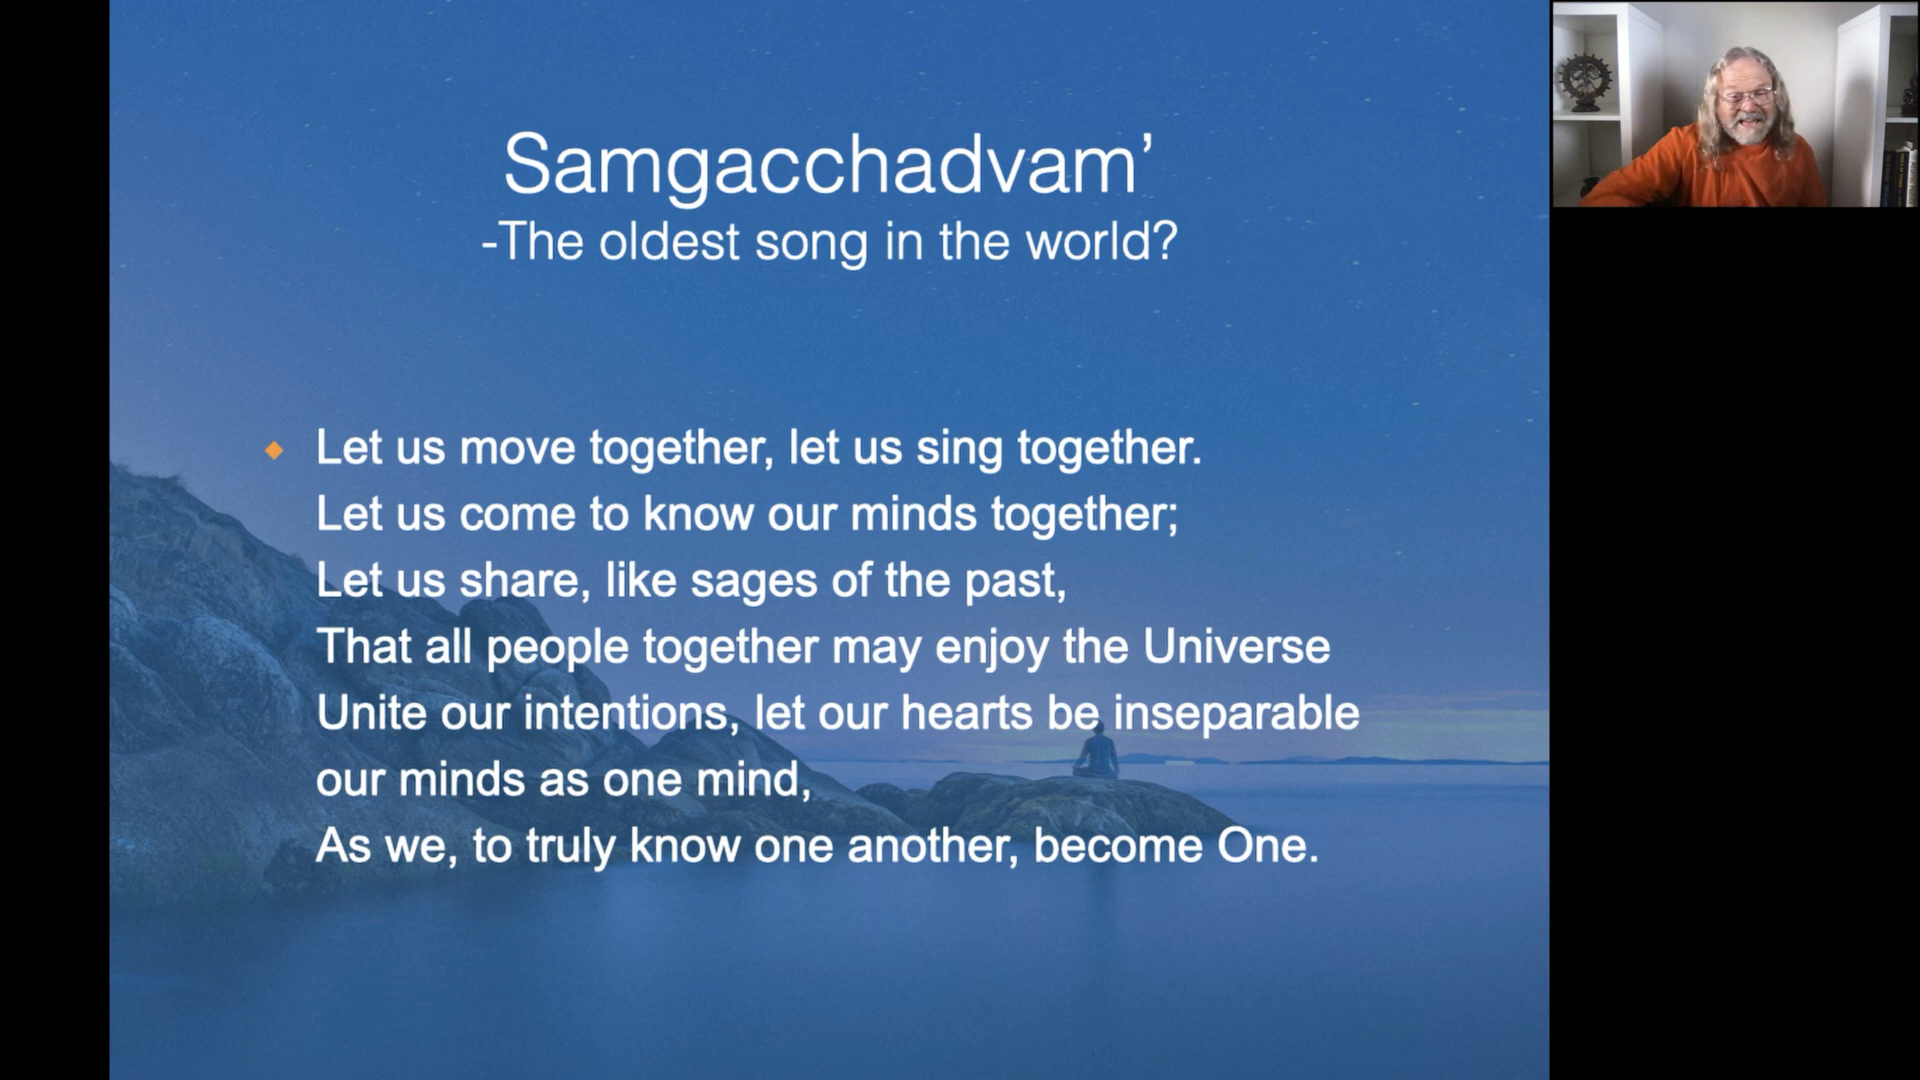 Samgacchadvam’
-The oldest song in the world?
Let us move together, let us sing together.
Let us come to know our minds together;
Let us share, like sages of the past,
That all people together may enjoy the Universe
Unite our intentions, let our hearts be inseparable
our minds as one mind,
As we, to truly know one another, become One.